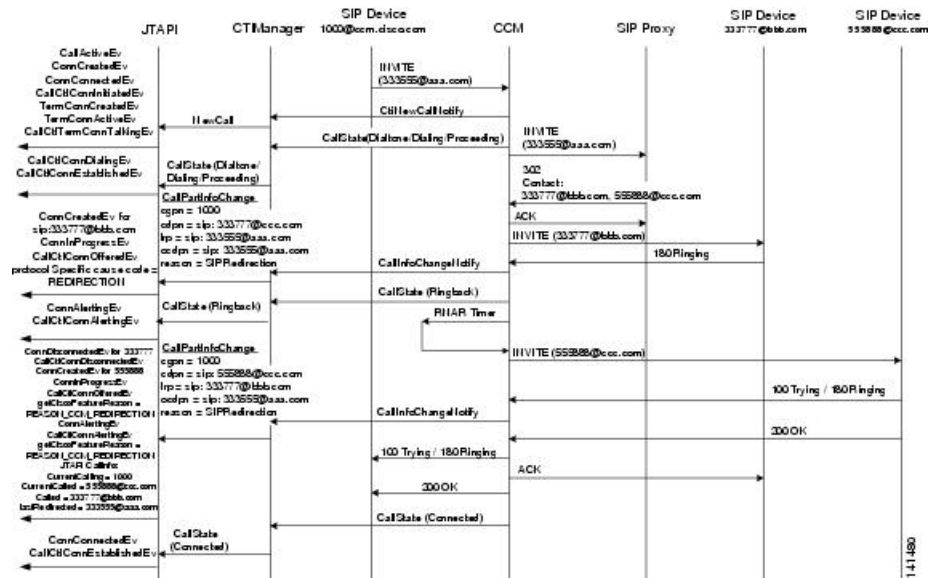 JTAPI
CTIManager
SIP Device
1000@ccm.cisco.com
CCM
SIP Proxy
SIP Device
333777@bbb.com
SIP Device
555888@ccc.com
CallActiveEv
ConnCreatedEv
ConnConnectedEv
CallCtlConnInitiatedEv
TermConnCreatedEv
TermConnActiveEv
CallCtlTermConnTalkingEv
INVITE
(333555@aaa.com)
CtiNewCallNotify
NewCall
CallState(Dialtone/Dialing/Proceeding)
INVITE
(333555@aaa.com)
CallCtlConnDialingEv
CallCtlConnEstablishedEv
CallState (Dialtone/
Dialing/Proceeding)
302
Contact:
333777@bbb.com, 555888@ccc.com
ACK
INVITE (333777@bbb.com)
180 Ringing
CallPartInfoChange
cgpn = 1000
cdpn = sip: 333777@ccc.com
lrp = sip: 333555@aaa.com
ocdpn = sip: 333555@aaa.com
reason = SIPRedirection
ConnCreatedEv for
sip:333777@bbb.com
ConnInProgressEv
CallCtlConnOfferedEv
protocol Specific cause code =
REDIRECTION
CallInfoChangeNotify
CallState (Ringback)
CallState (Ringback)
ConnAlertingEv
CallCtlConnAlertingEv
RNAR Timer
INVITE (555888@ccc.com)
ConnDisconnectedEv for 333777
CallCtlConnDisconnectedEv
ConnCreatedEv for 555888
ConnInProgressEv
CallCtlConnOfferedEv
getCiscoFeatureReason =
REASON_CCM_REDIRECTION
ConnAlertingEv
CallCtlConnAlertingEv
getCiscoFeatureReason =
REASON_CCM_REDIRECTION
JTAPI CallInfo:
CurrentCalling = 1000
CurrentCalled = 555888@ccc.com
Called = 333777@bbb.com
lastRedirected = 333555@aaa.com
CallPartInfoChange
cgpn = 1000
cdpn = sip: 555888@ccc.com
lrp = sip: 333777@bbb.com
ocdpn = sip: 333555@aaa.com
reason = SIPRedirection
100 Trying / 180 Ringing
CallInfoChangeNotify
200 OK
100 Trying / 180 Ringing
ACK
200 OK
CallState (Connected)
CallState
(Connected)
ConnConnectedEv
CallCtlConnEstablishedEv
141480